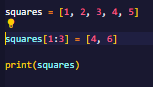 squares = [1, 2, 3, 4, 5]
squares[1:3] = [4, 6]
print(squares)